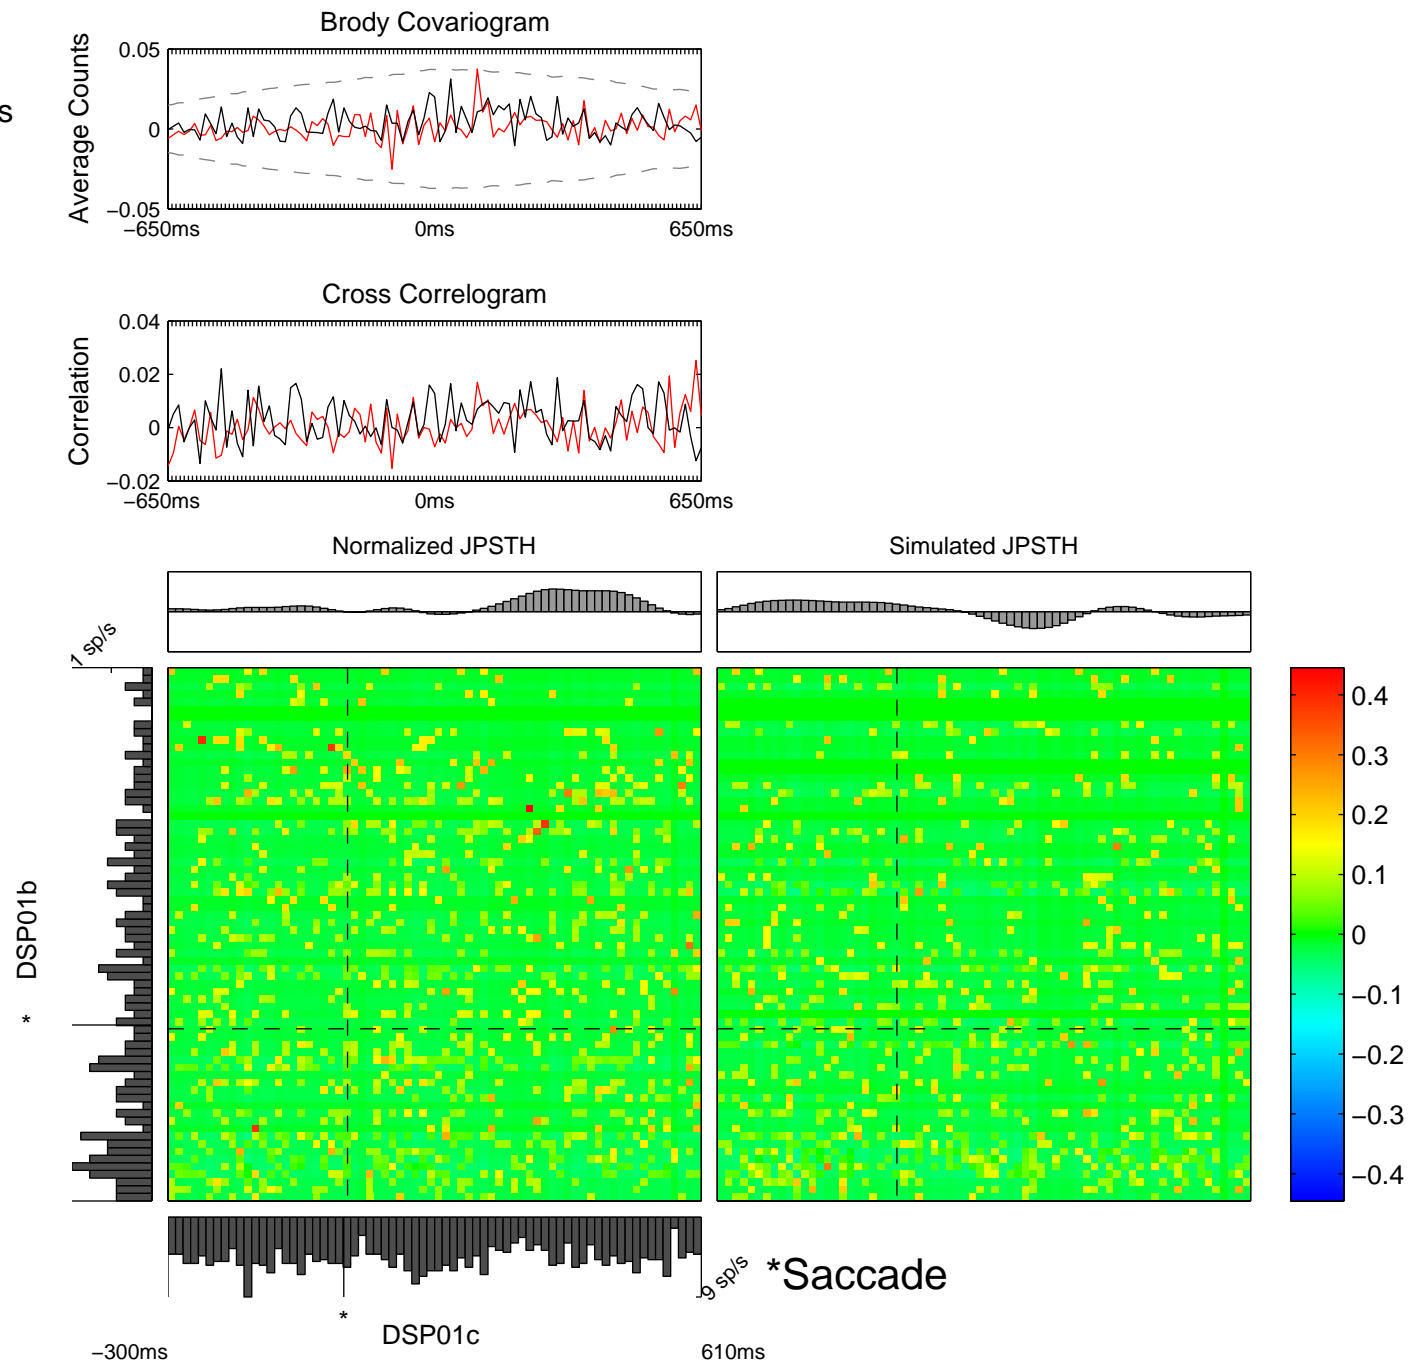 Brody Covariogram
s
Average Counts
0.05
0
−0.05
−650ms
0ms
650ms
Cross Correlogram
Correlation
0.04
0.02
0
−0.02
−650ms
0ms
650ms
Normalized JPSTH
Simulated JPSTH
1 sp/s
DSP01b
*
0.4
0.3
0.2
0.1
0
−0.1
−0.2
−0.3
−0.4
9 sp/s
*Saccade
*
DSP01c
−300ms
610ms